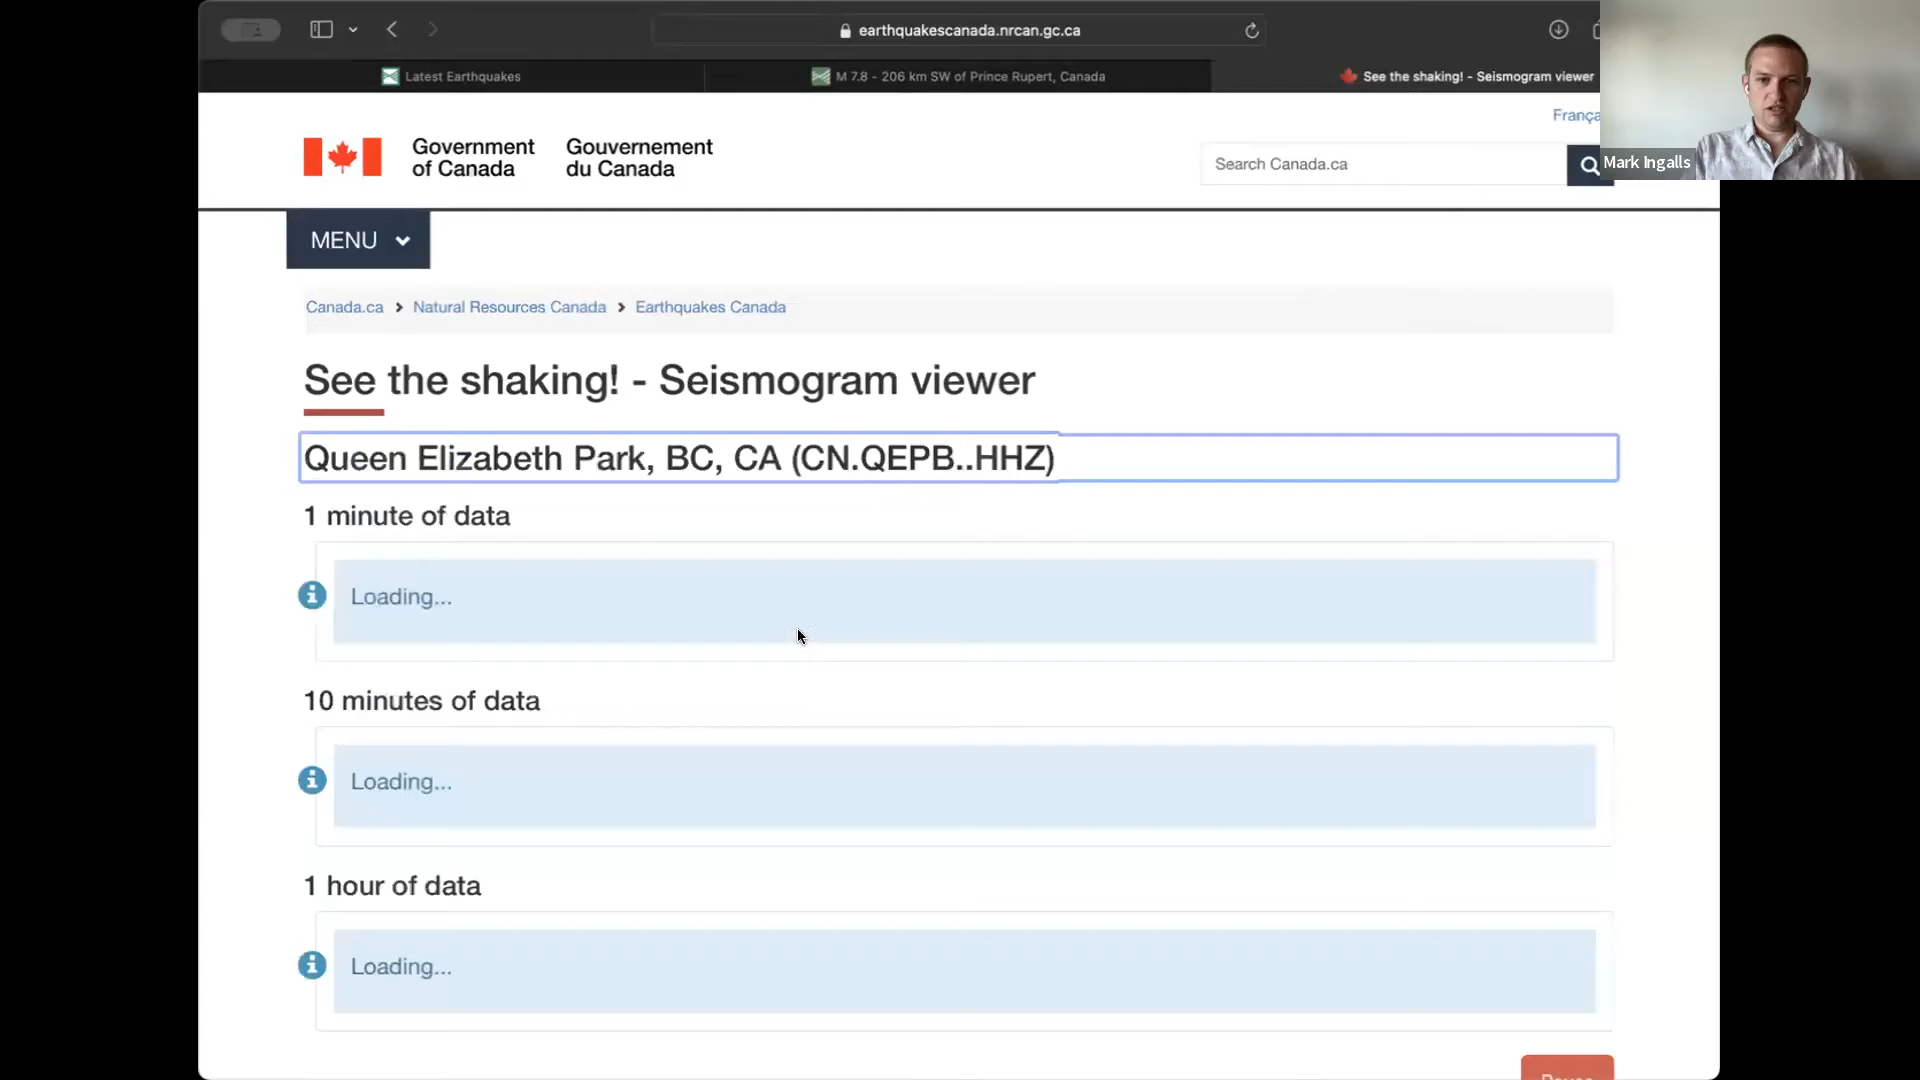 earthquakescanada.nrcan.gc.ca
Latest Earthquakes
M 7.8 - 206 km SW of Prince Rupert, Canada
See the shaking! - Seismogram viewer
Government
of Canada
Gouvernement
du Canada
Search Canada.ca
Mark Ingalls
MENU
Canada.ca > Natural Resources Canada > Earthquakes Canada
See the shaking! - Seismogram viewer
Queen Elizabeth Park, BC, CA (CN.QEPB..HHZ)
1 minute of data
Loading...
10 minutes of data
Loading...
1 hour of data
Loading...